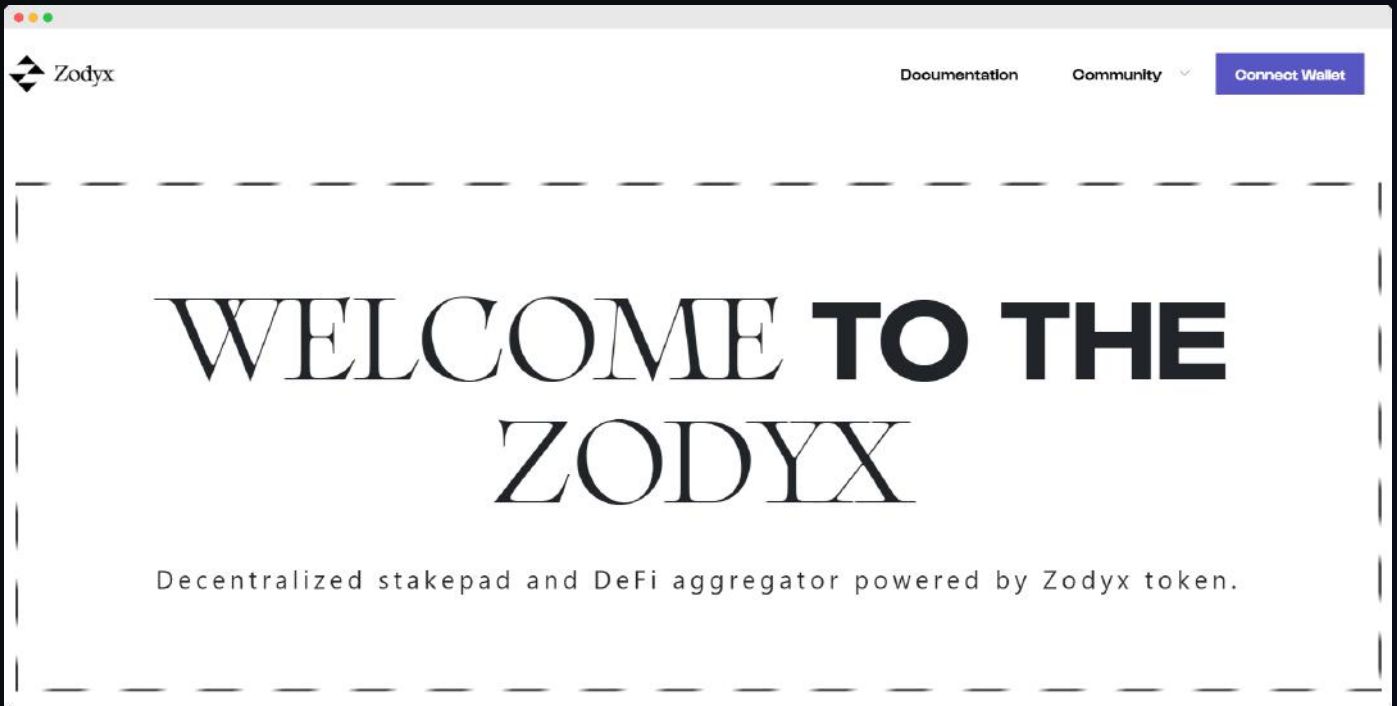 Zodyx
Documentation
Community
Connect Wallet
WELCOME TO THE
ZODYX
Decentralized stakepad and DeFi aggregator powered by Zodyx token.